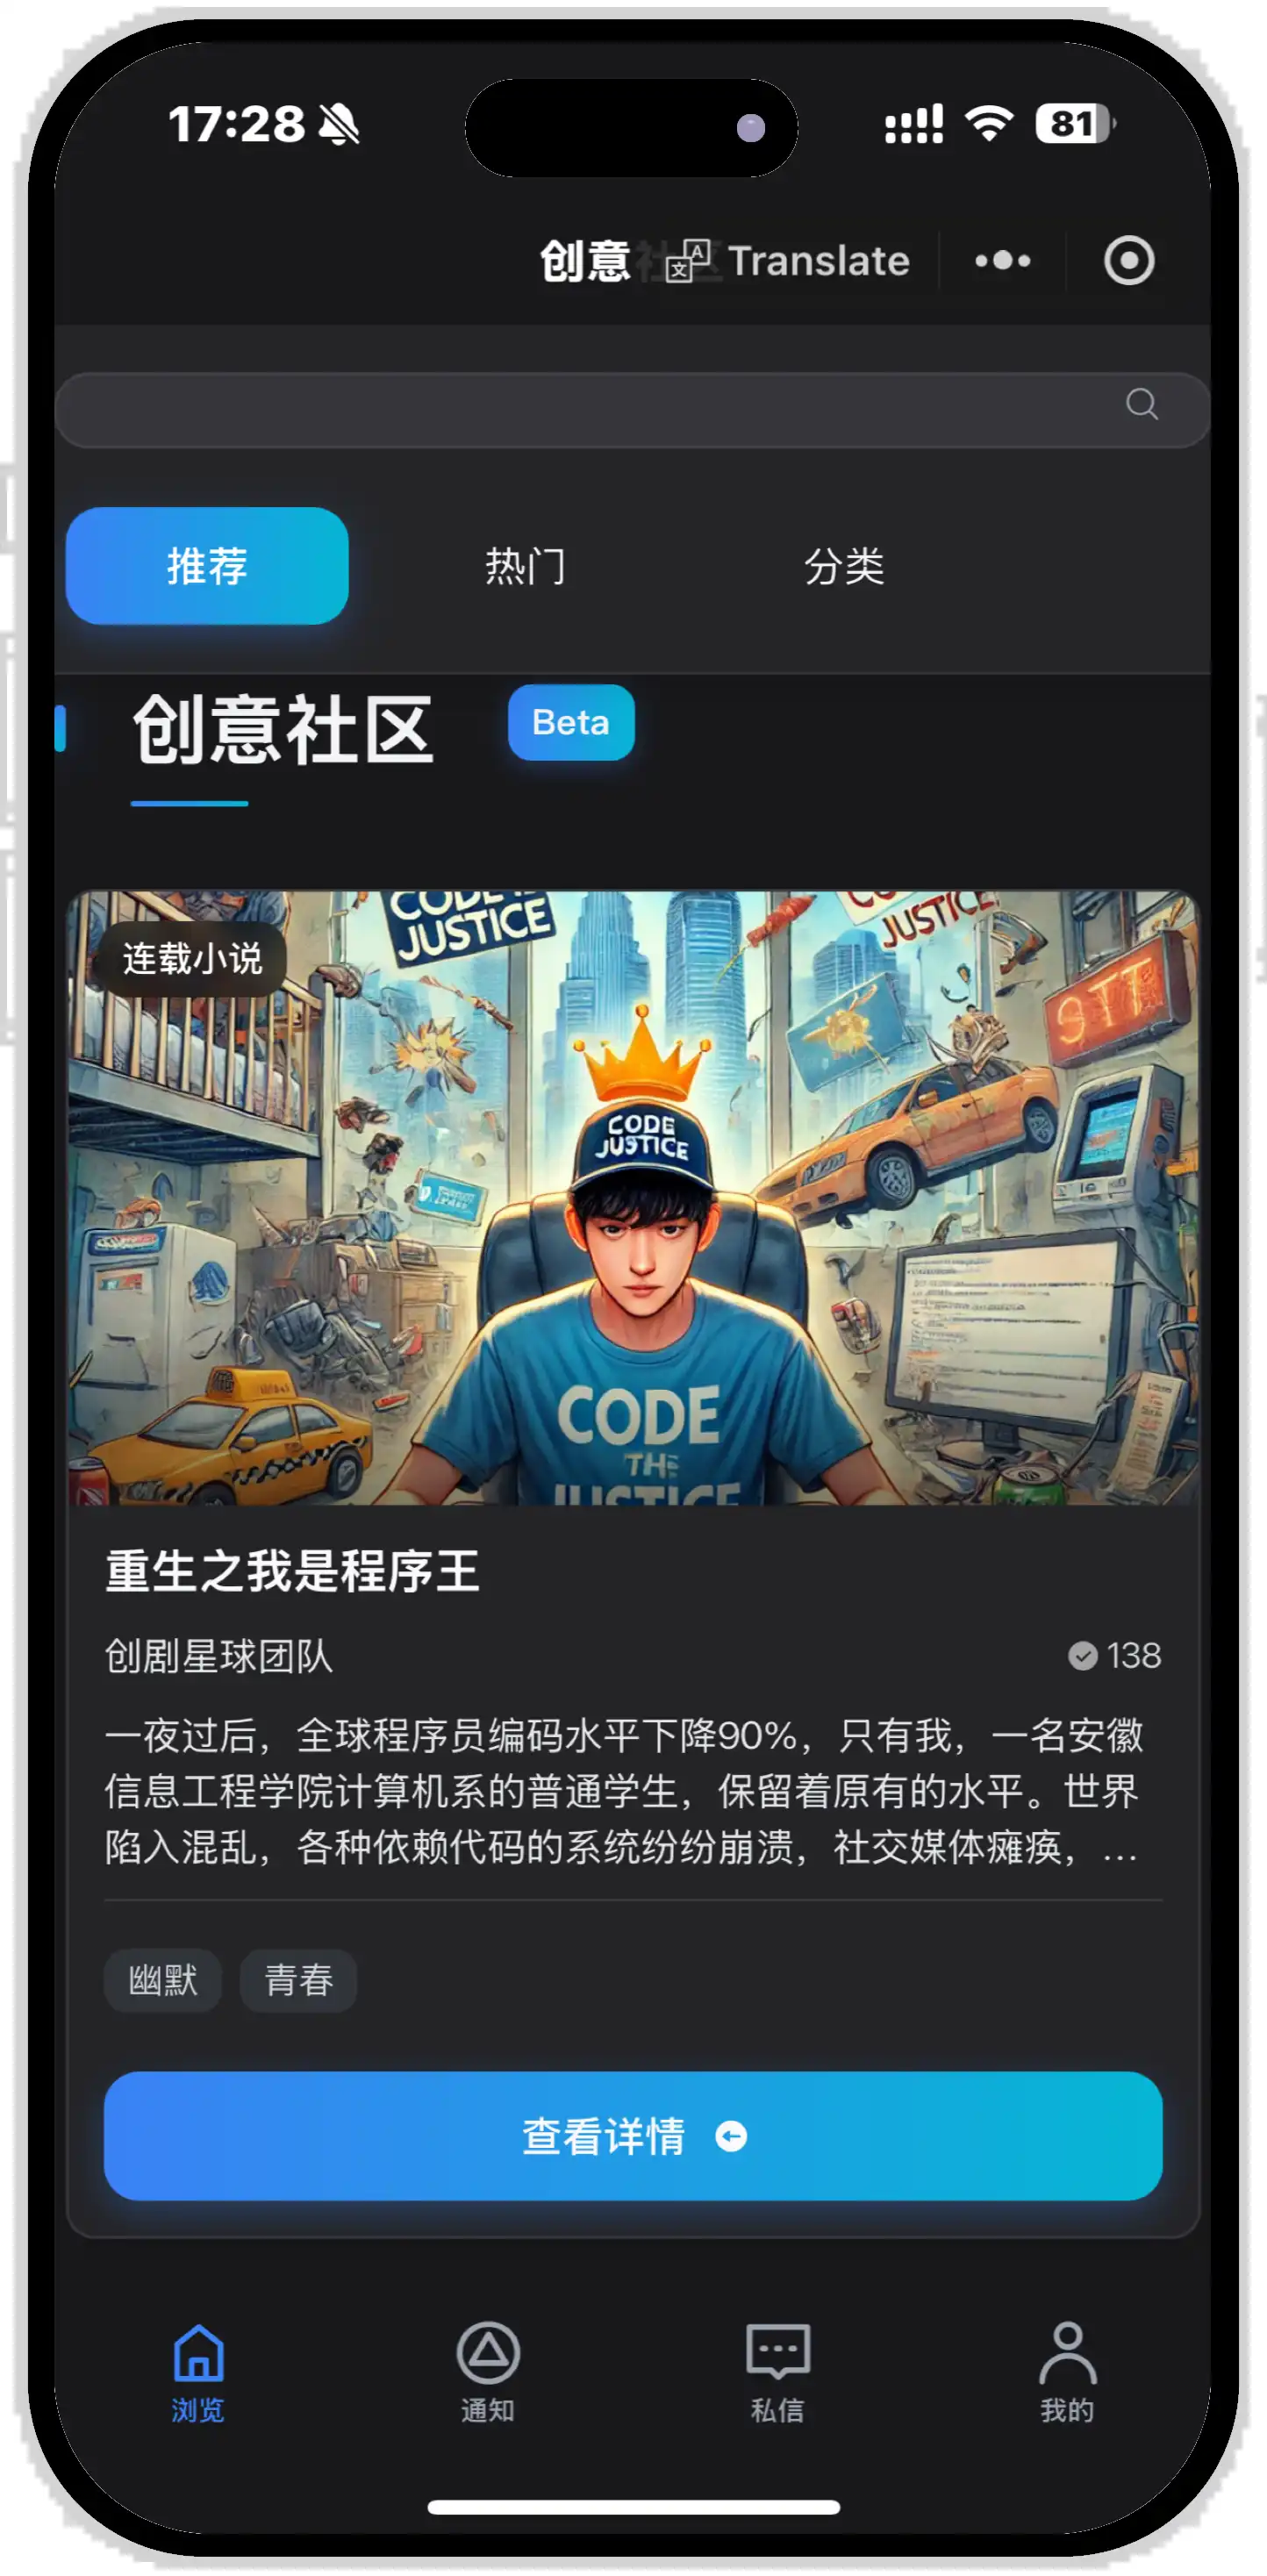 17:28
81
创意社区
Translate
推荐
热门
分类
创意社区
Beta
连载小说
JUSTICE
JUSTICE
CODE
JUSTICE
CODE
THE
JUSTICE
重生之我是程序王
创剧星球团队
138
一夜过后，全球程序员编码水平下降90%，只有我，一名安徽
信息工程学院计算机系的普通学生，保留着原有的水平。世界
陷入混乱，各种依赖代码的系统纷纷崩溃，社交媒体瘫痪，...
幽默
青春
查看详情
浏览
通知
私信
我的